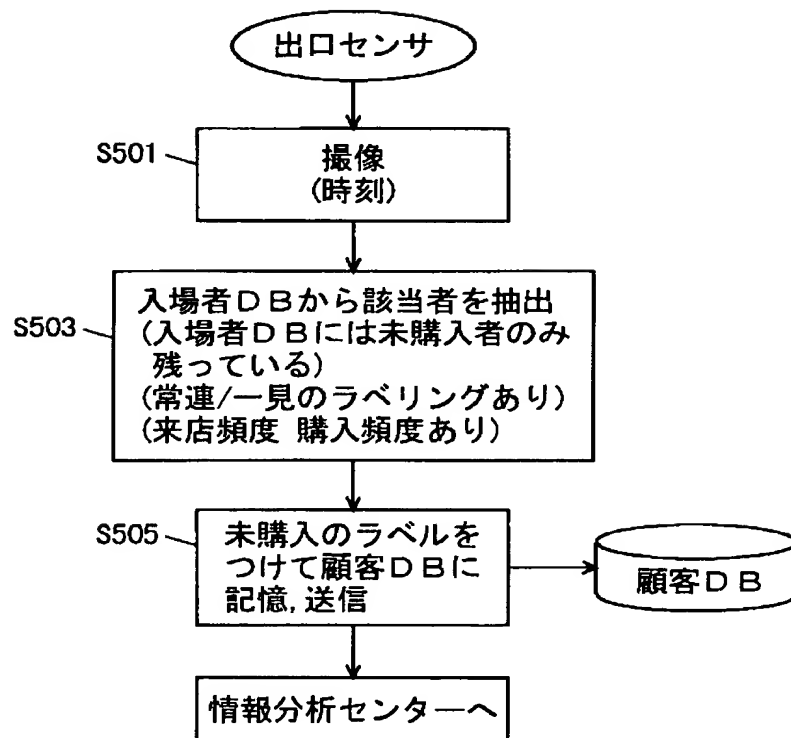 出口センサ
S501
撮像
(時刻)
S503
入場者DBから該当者を抽出
(入場者DBには未購入者のみ
残っている)
(常連/一見のラベリングあり)
(来店頻度 購入頻度あり)
S505
未購入のラベルを
つけて顧客DBに
記憶,送信
顧客DB
情報分析センターへ